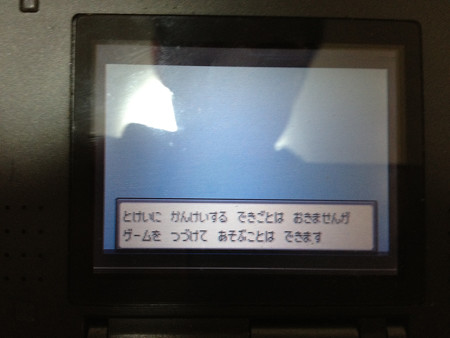 とけいに かんけいする できごとは おきませんが
ゲームを つづけて あそぶことは できます